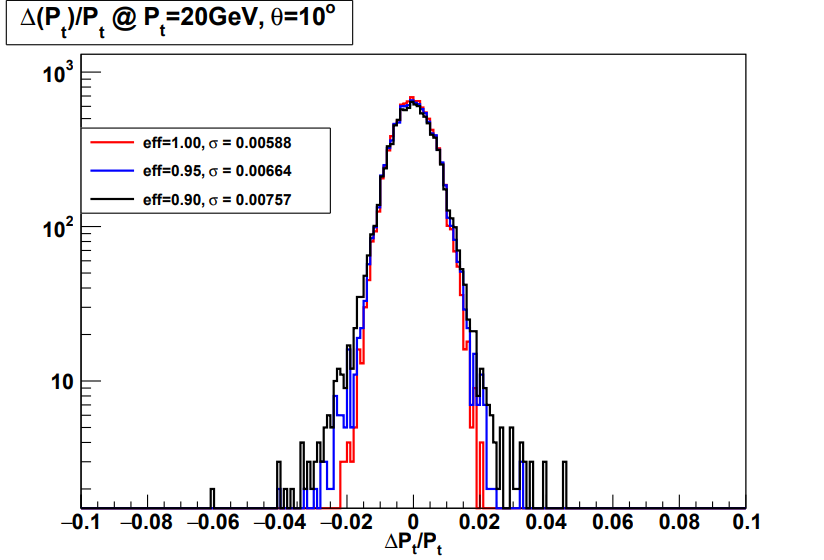 Δ(Pt)/Pt @ Pt=20GeV, θ=10°
10³
eff=1.00, σ = 0.00588
eff=0.95, σ = 0.00664
eff=0.90, σ = 0.00757
10²
10
−0.1 −0.08 −0.06 −0.04 −0.02 0 0.02 0.04 0.06 0.08 0.1
ΔPt/Pt